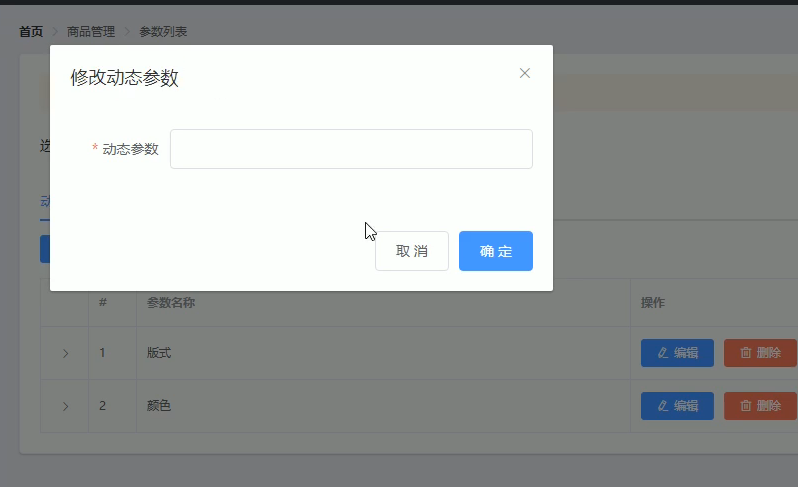 首页 商品管理 参数列表
修改动态参数
* 动态参数
取 消 确 定
# 参数名称 操作
1 版式 编辑 删除
2 颜色 编辑 删除